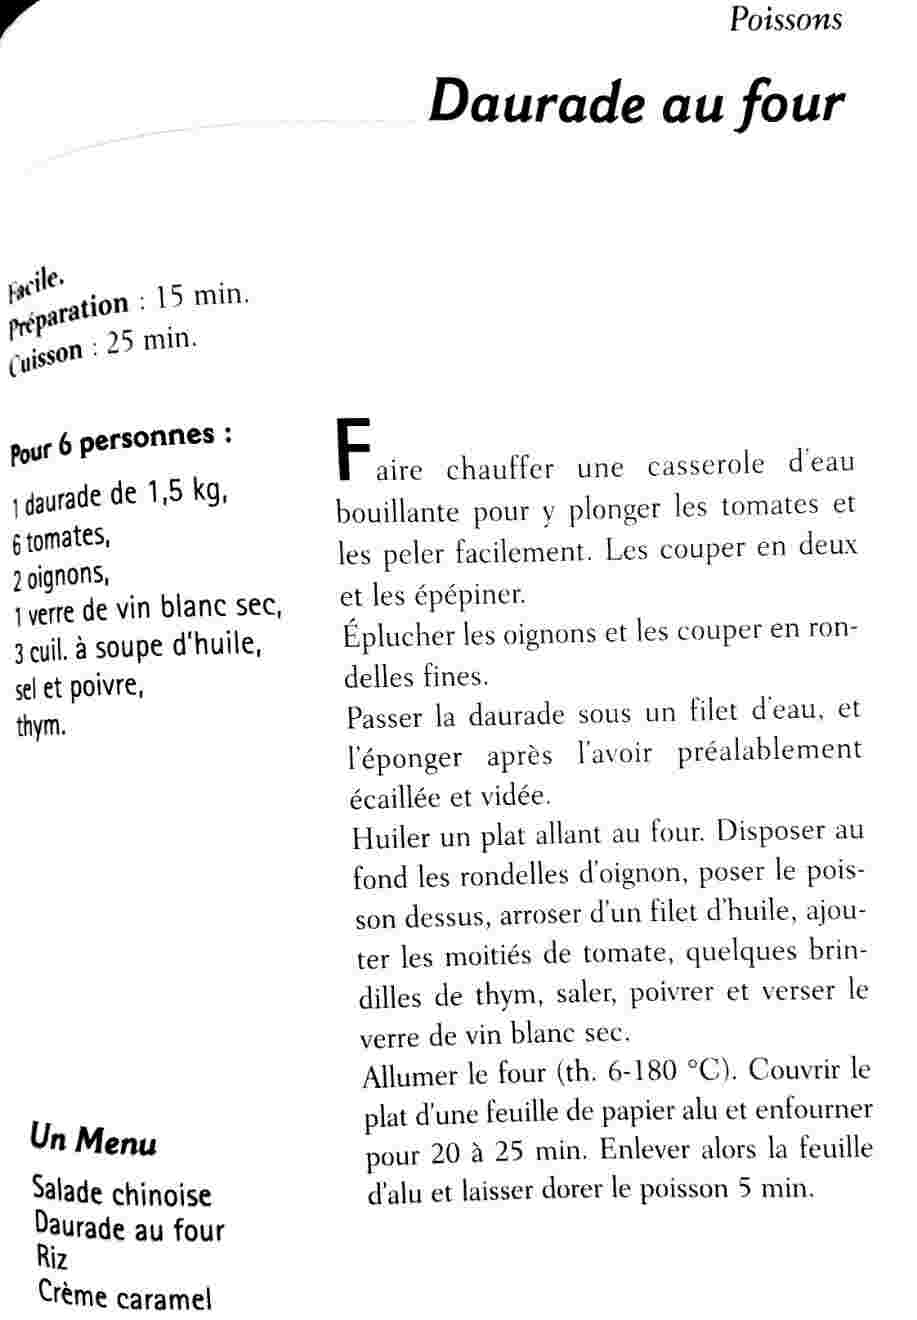 Poissons
Daurade au four
Facile.
Préparation : 15 min.
Cuisson : 25 min.
Pour 6 personnes :
1 daurade de 1,5 kg,
6 tomates,
2 oignons,
1 verre de vin blanc sec,
3 cuil. à soupe d'huile,
sel et poivre,
thym.
Faire chauffer une casserole d'eau
bouillante pour y plonger les tomates et
les peler facilement. Les couper en deux
et les épépiner.
Éplucher les oignons et les couper en ron-
delles fines.
Passer la daurade sous un filet d'eau, et
l'éponger après l'avoir préalablement
écaillée et vidée.
Huiler un plat allant au four. Disposer au
fond les rondelles d'oignon, poser le pois-
son dessus, arroser d'un filet d'huile, ajou-
ter les moitiés de tomate, quelques brin-
dilles de thym, saler, poivrer et verser le
verre de vin blanc sec.
Allumer le four (th. 6-180 °C). Couvrir le
plat d'une feuille de papier alu et enfourner
pour 20 à 25 min. Enlever alors la feuille
d'alu et laisser dorer le poisson 5 min.
Un Menu
Salade chinoise
Daurade au four
Riz
Crème caramel